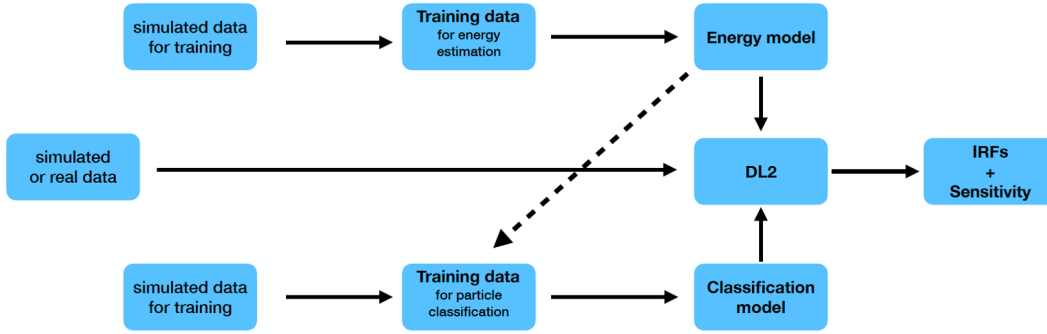 simulated data
for training
Training data
for energy
estimation
Energy model
simulated
or real data
DL2
IRFs
+
Sensitivity
simulated data
for training
Training data
for particle
classification
Classification
model